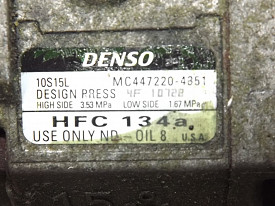 DENSO
10S15L MC447220-4351
DESIGN PRESS
HIGH SIDE 3.53 MPa LOW SIDE 1.67 MPa
HFC 134a
USE ONLY ND-OIL 8 U.S.A